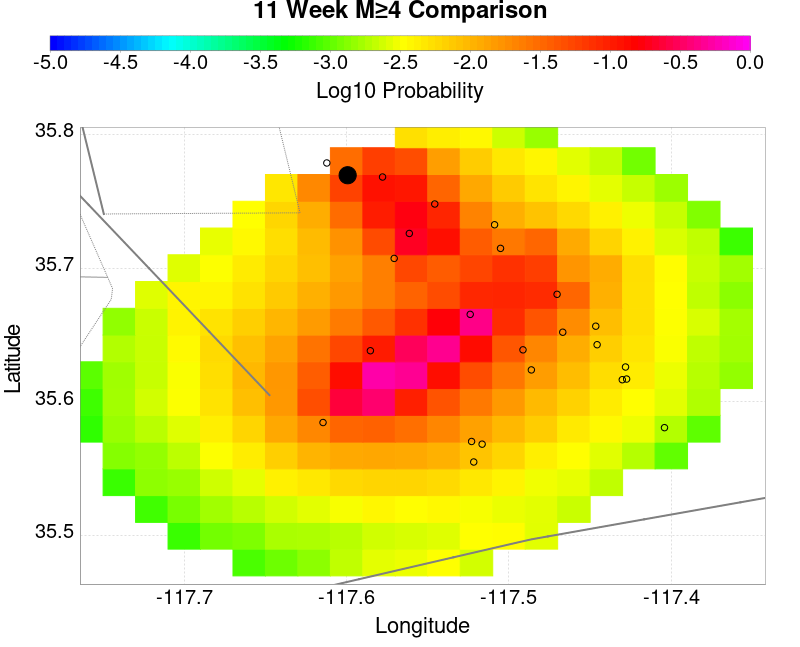 11 Week M≥4 Comparison
-5.0 -4.5 -4.0 -3.5 -3.0 -2.5 -2.0 -1.5 -1.0 -0.5 0.0
Log10 Probability
35.8
35.7
35.6
35.5
Latitude
-117.7 -117.6 -117.5 -117.4
Longitude